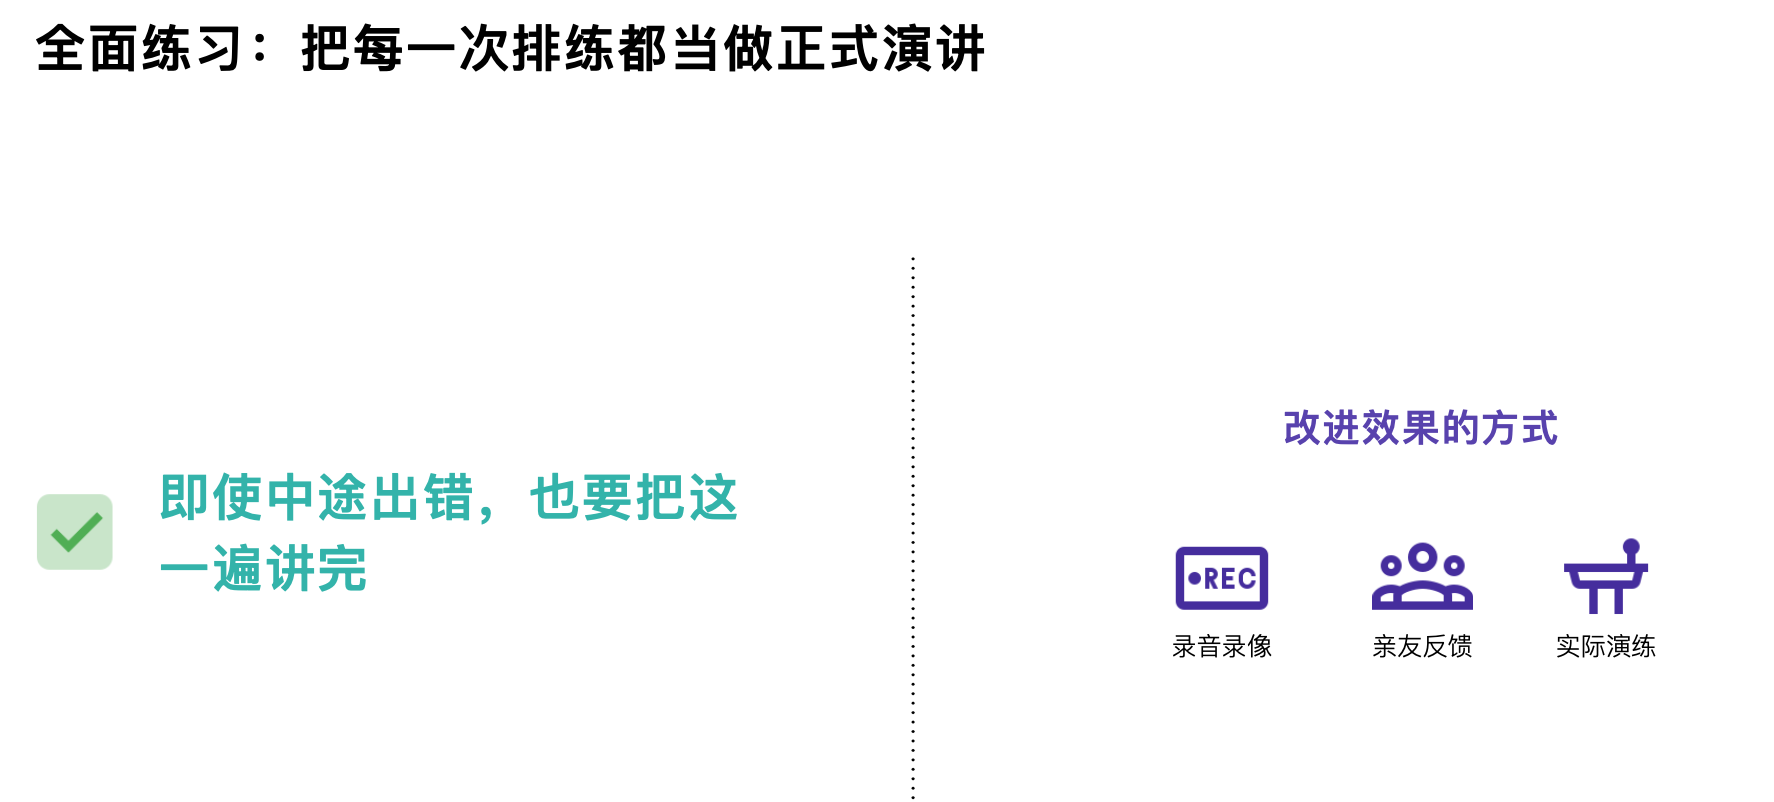 全面练习：把每一次排练都当做正式演讲
即使中途出错，也要把这
一遍讲完
改进效果的方式
REC
录音录像
亲友反馈
实际演练